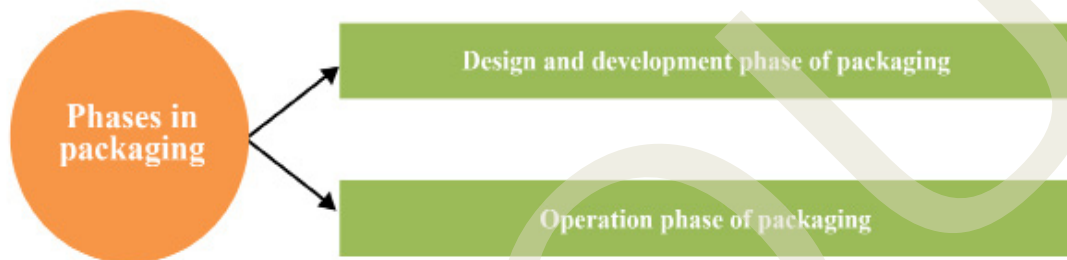 Phases in
packaging
Design and development phase of packaging
Operation phase of packaging